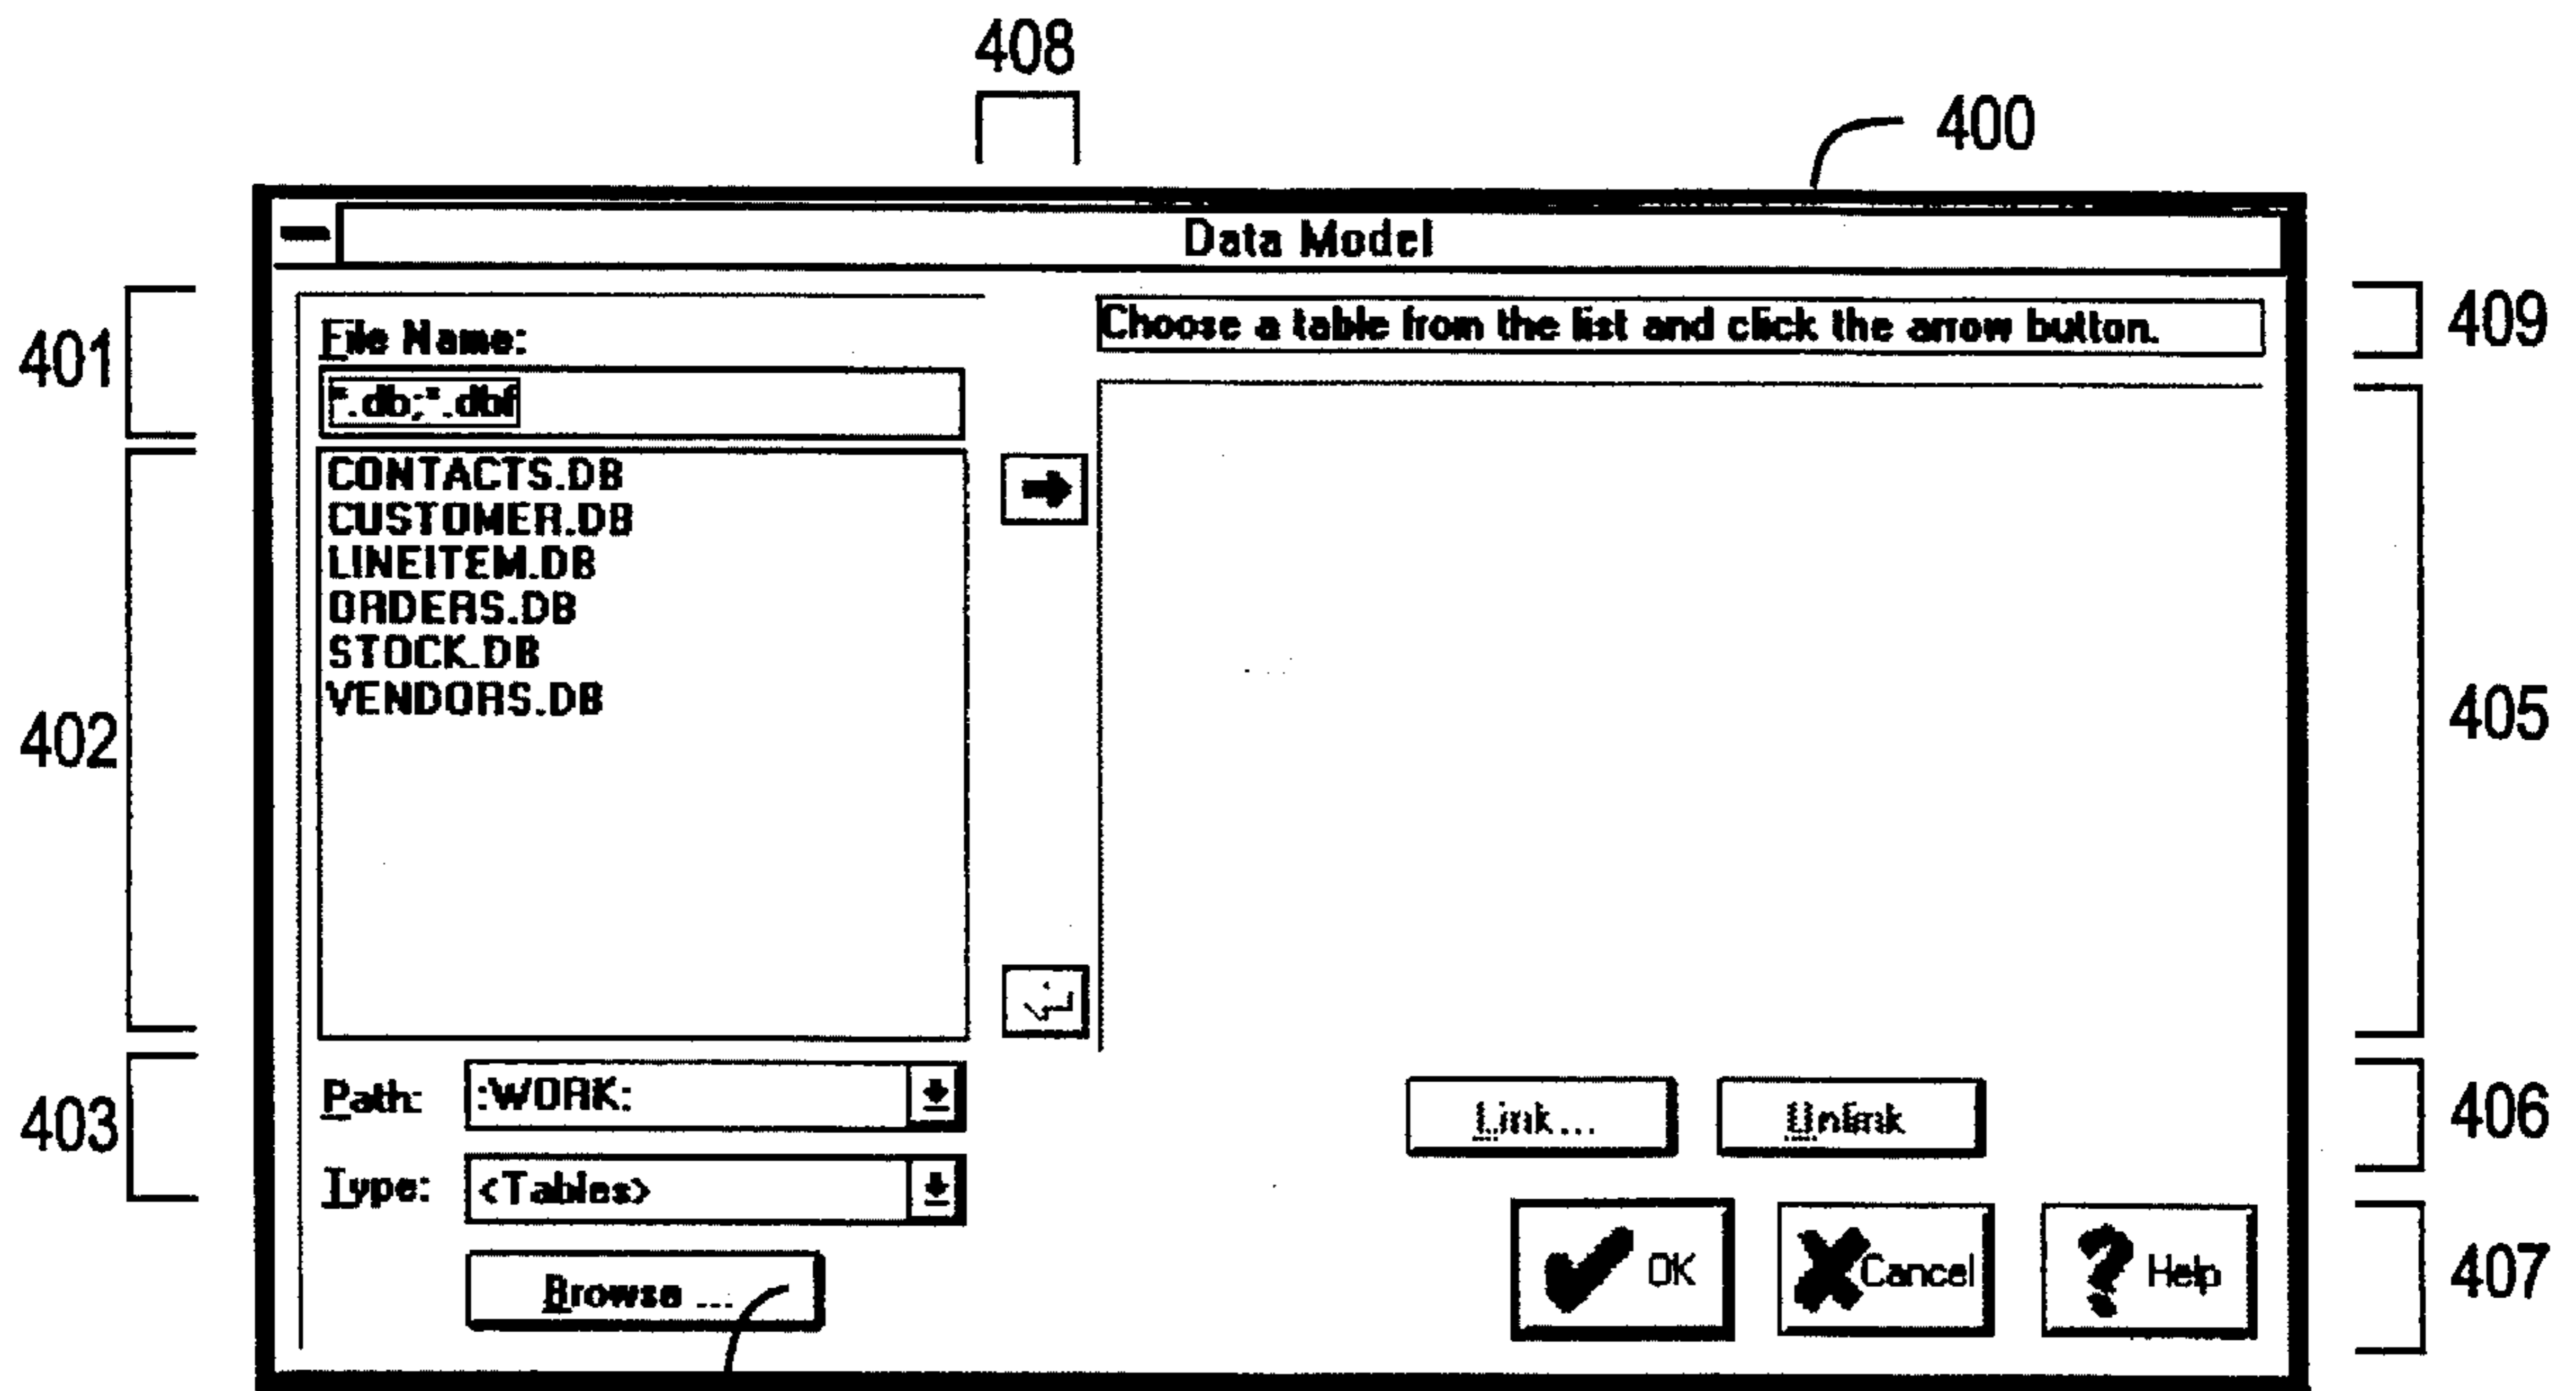 408
400
Data Model
401
File Name:
Choose a table from the list and click the arrow button.
409
*.db;*.dbf
CONTACTS.DB
CUSTOMER.DB
LINEITEM.DB
ORDERS.DB
STOCK.DB
VENDORS.DB
402
405
403
Path:
:WORK:
Link...
Unlink
406
Type:
<Tables>
Browse ...
OK
Cancel
Help
407